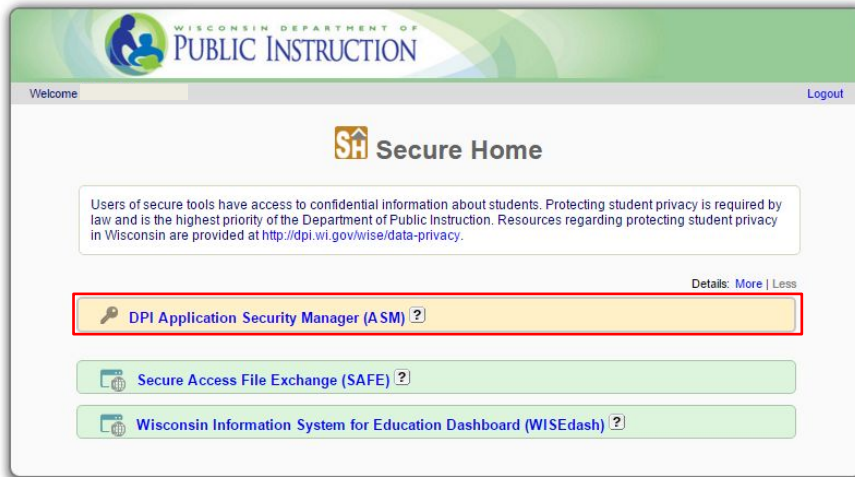 WISCONSIN DEPARTMENT OF
PUBLIC INSTRUCTION
Welcome
Logout
SH Secure Home
Users of secure tools have access to confidential information about students. Protecting student privacy is required by
law and is the highest priority of the Department of Public Instruction. Resources regarding protecting student privacy
in Wisconsin are provided at http://dpi.wi.gov/wise/data-privacy.
Details: More | Less
DPI Application Security Manager (ASM) ?
Secure Access File Exchange (SAFE) ?
Wisconsin Information System for Education Dashboard (WISEdash) ?